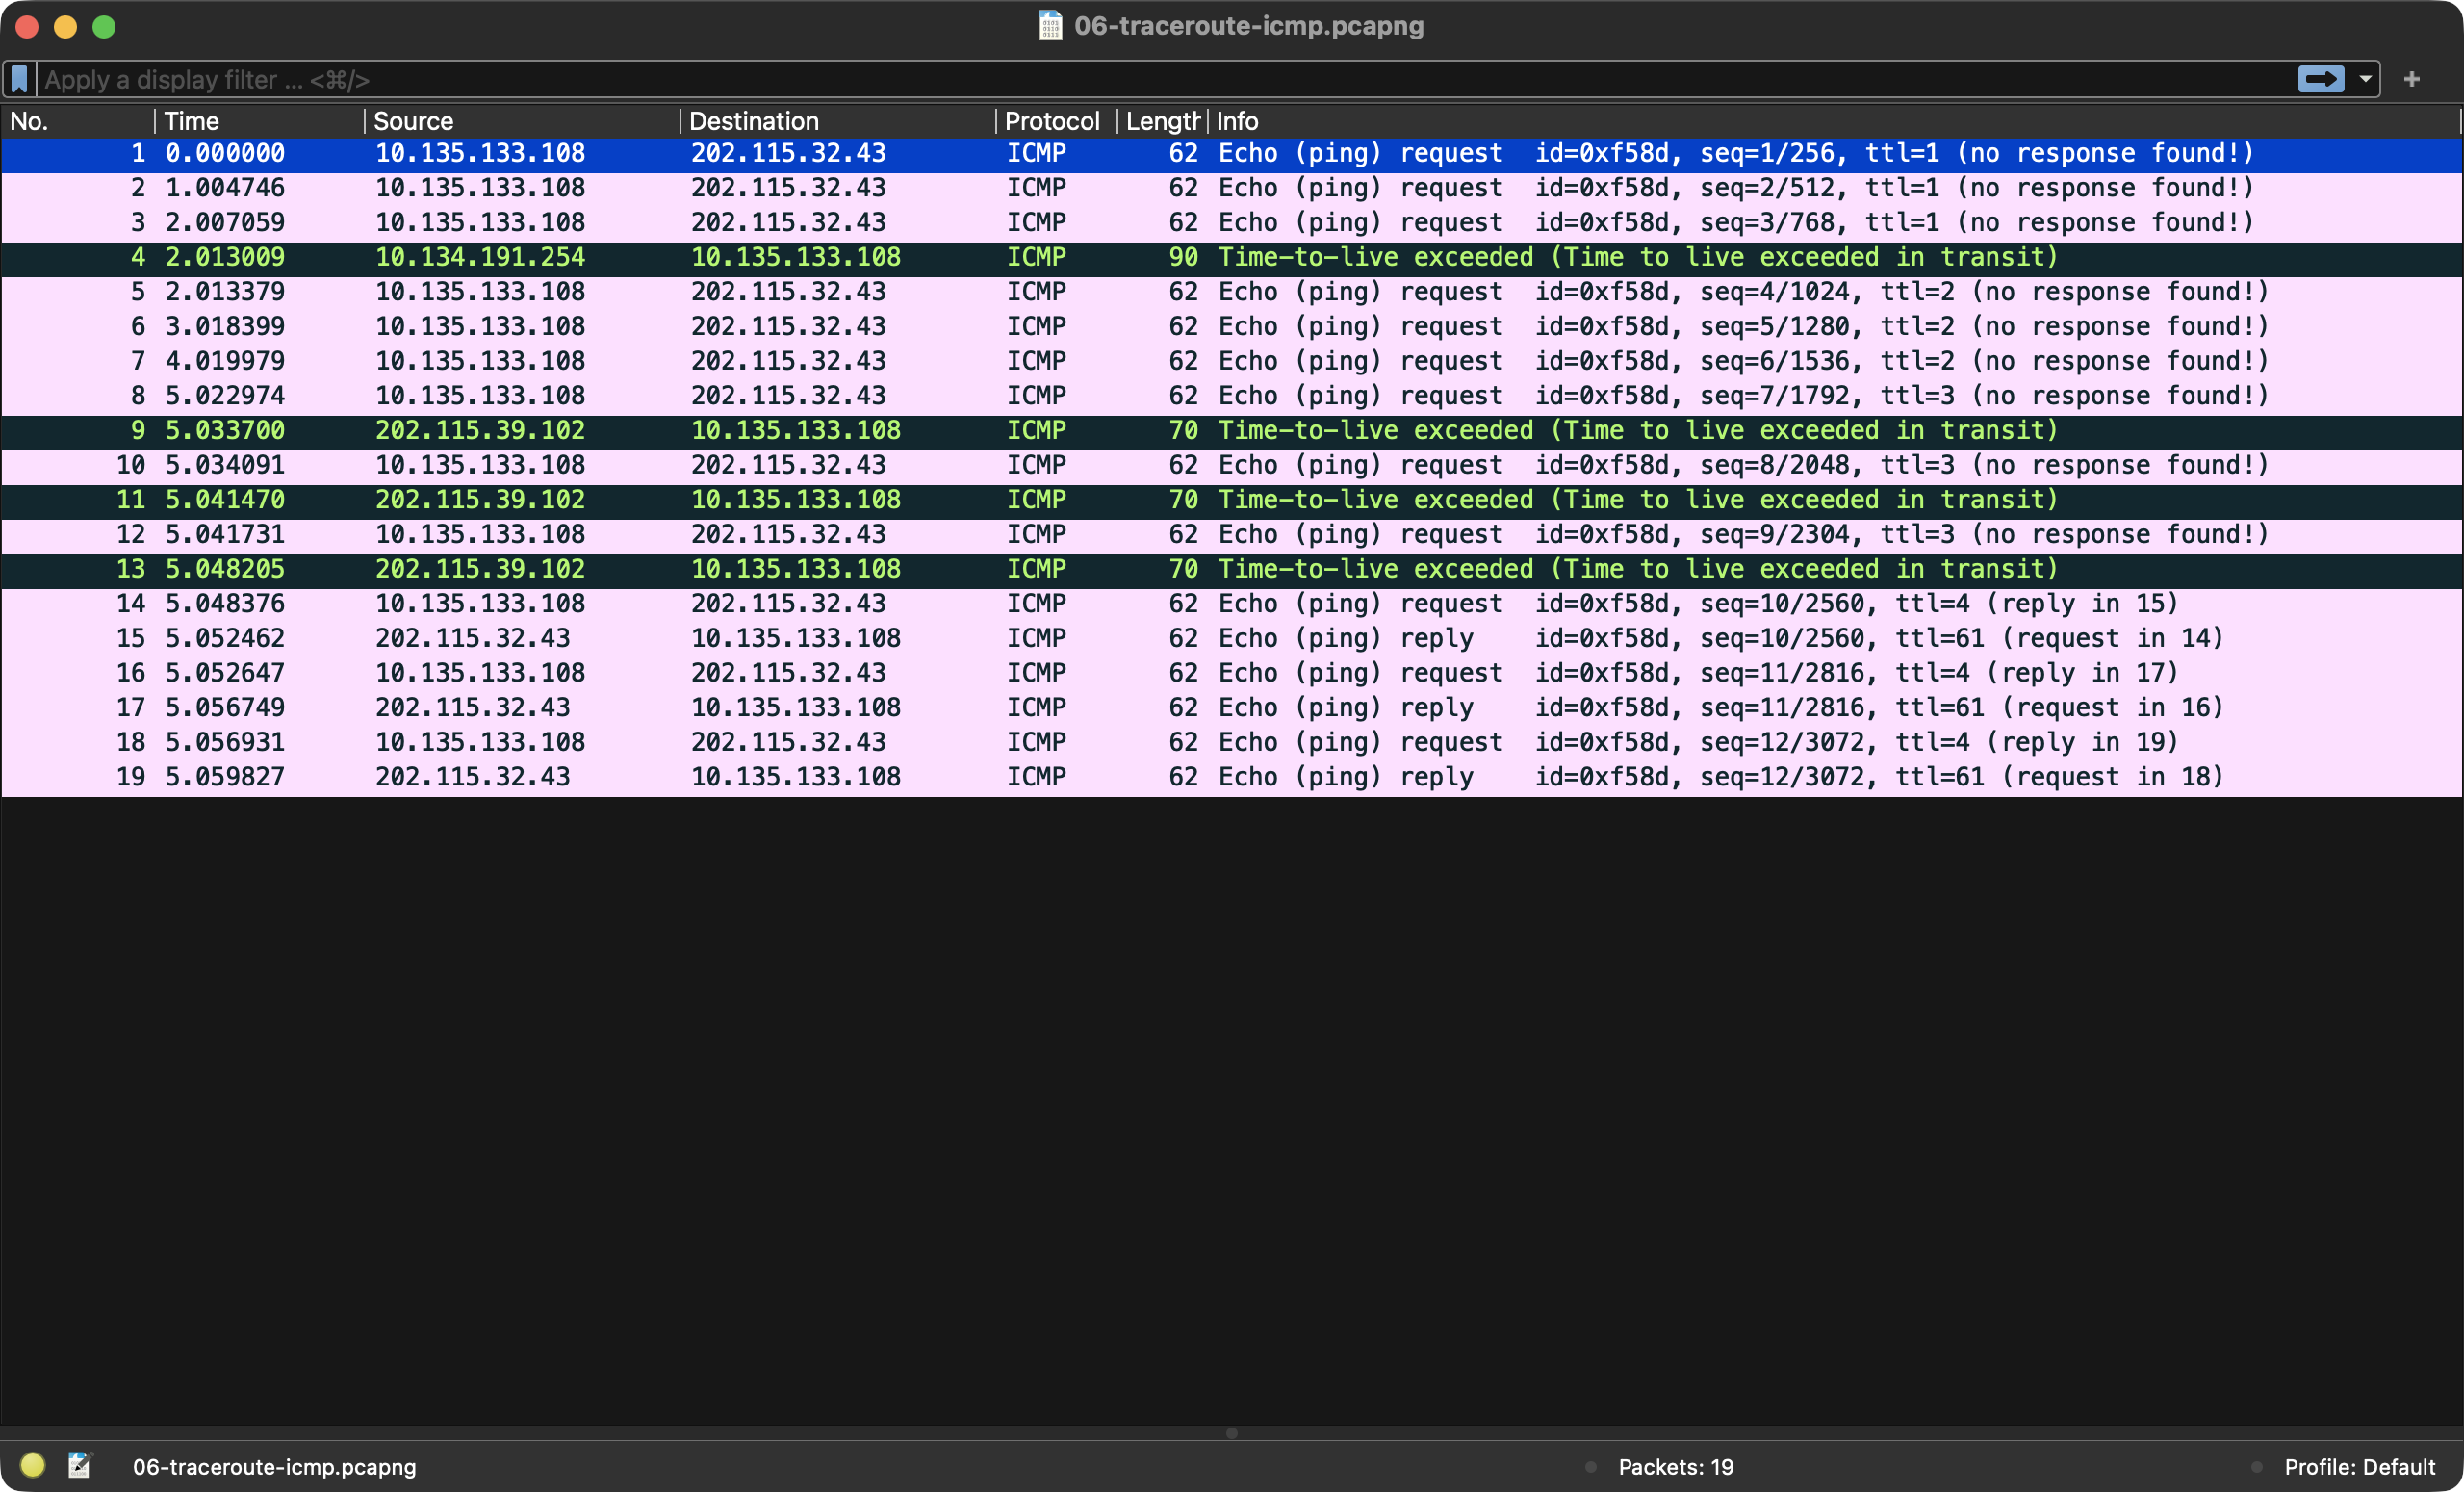 06-traceroute-icmp.pcapng
Apply a display filter ... <⌘/>
No. Time Source Destination Protocol Length Info
1 0.000000 10.135.133.108 202.115.32.43 ICMP 62 Echo (ping) request id=0xf58d, seq=1/256, ttl=1 (no response found!)
2 1.004746 10.135.133.108 202.115.32.43 ICMP 62 Echo (ping) request id=0xf58d, seq=2/512, ttl=1 (no response found!)
3 2.007059 10.135.133.108 202.115.32.43 ICMP 62 Echo (ping) request id=0xf58d, seq=3/768, ttl=1 (no response found!)
4 2.013009 10.134.191.254 10.135.133.108 ICMP 90 Time-to-live exceeded (Time to live exceeded in transit)
5 2.013379 10.135.133.108 202.115.32.43 ICMP 62 Echo (ping) request id=0xf58d, seq=4/1024, ttl=2 (no response found!)
6 3.018399 10.135.133.108 202.115.32.43 ICMP 62 Echo (ping) request id=0xf58d, seq=5/1280, ttl=2 (no response found!)
7 4.019979 10.135.133.108 202.115.32.43 ICMP 62 Echo (ping) request id=0xf58d, seq=6/1536, ttl=2 (no response found!)
8 5.022974 10.135.133.108 202.115.32.43 ICMP 62 Echo (ping) request id=0xf58d, seq=7/1792, ttl=3 (no response found!)
9 5.033700 202.115.39.102 10.135.133.108 ICMP 70 Time-to-live exceeded (Time to live exceeded in transit)
10 5.034091 10.135.133.108 202.115.32.43 ICMP 62 Echo (ping) request id=0xf58d, seq=8/2048, ttl=3 (no response found!)
11 5.041470 202.115.39.102 10.135.133.108 ICMP 70 Time-to-live exceeded (Time to live exceeded in transit)
12 5.041731 10.135.133.108 202.115.32.43 ICMP 62 Echo (ping) request id=0xf58d, seq=9/2304, ttl=3 (no response found!)
13 5.048205 202.115.39.102 10.135.133.108 ICMP 70 Time-to-live exceeded (Time to live exceeded in transit)
14 5.048376 10.135.133.108 202.115.32.43 ICMP 62 Echo (ping) request id=0xf58d, seq=10/2560, ttl=4 (reply in 15)
15 5.052462 202.115.32.43 10.135.133.108 ICMP 62 Echo (ping) reply id=0xf58d, seq=10/2560, ttl=61 (request in 14)
16 5.052647 10.135.133.108 202.115.32.43 ICMP 62 Echo (ping) request id=0xf58d, seq=11/2816, ttl=4 (reply in 17)
17 5.056749 202.115.32.43 10.135.133.108 ICMP 62 Echo (ping) reply id=0xf58d, seq=11/2816, ttl=61 (request in 16)
18 5.056931 10.135.133.108 202.115.32.43 ICMP 62 Echo (ping) request id=0xf58d, seq=12/3072, ttl=4 (reply in 19)
19 5.059827 202.115.32.43 10.135.133.108 ICMP 62 Echo (ping) reply id=0xf58d, seq=12/3072, ttl=61 (request in 18)
06-traceroute-icmp.pcapng Packets: 19 Profile: Default